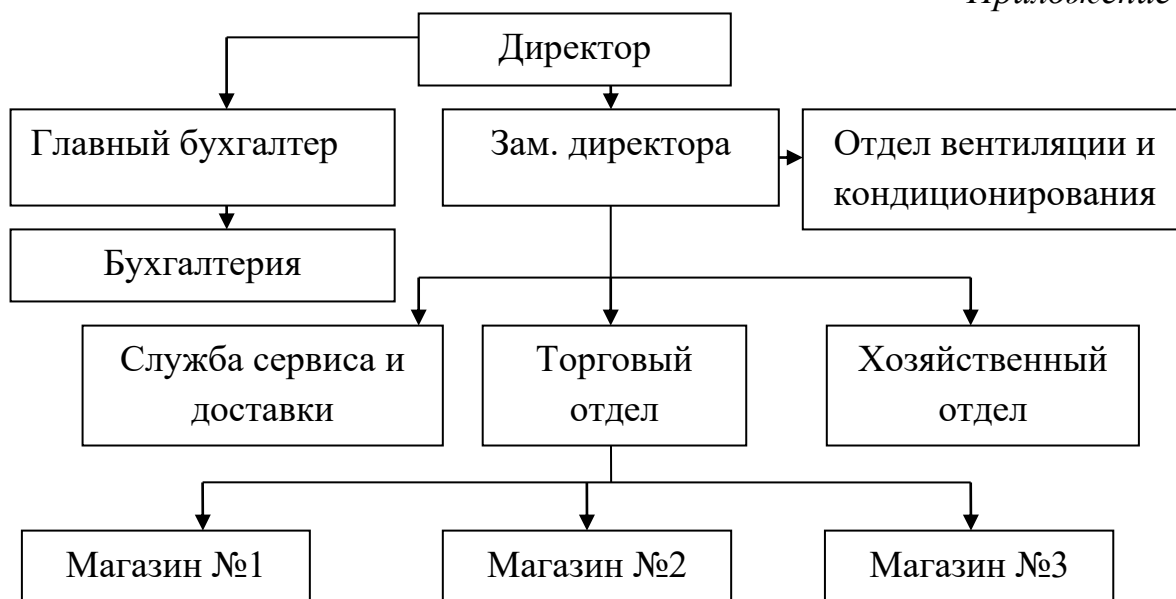 Приложение
Директор
Главный бухгалтер
Зам. директора
Отдел вентиляции и
кондиционирования
Бухгалтерия
Служба сервиса и
доставки
Торговый
отдел
Хозяйственный
отдел
Магазин №1
Магазин №2
Магазин №3